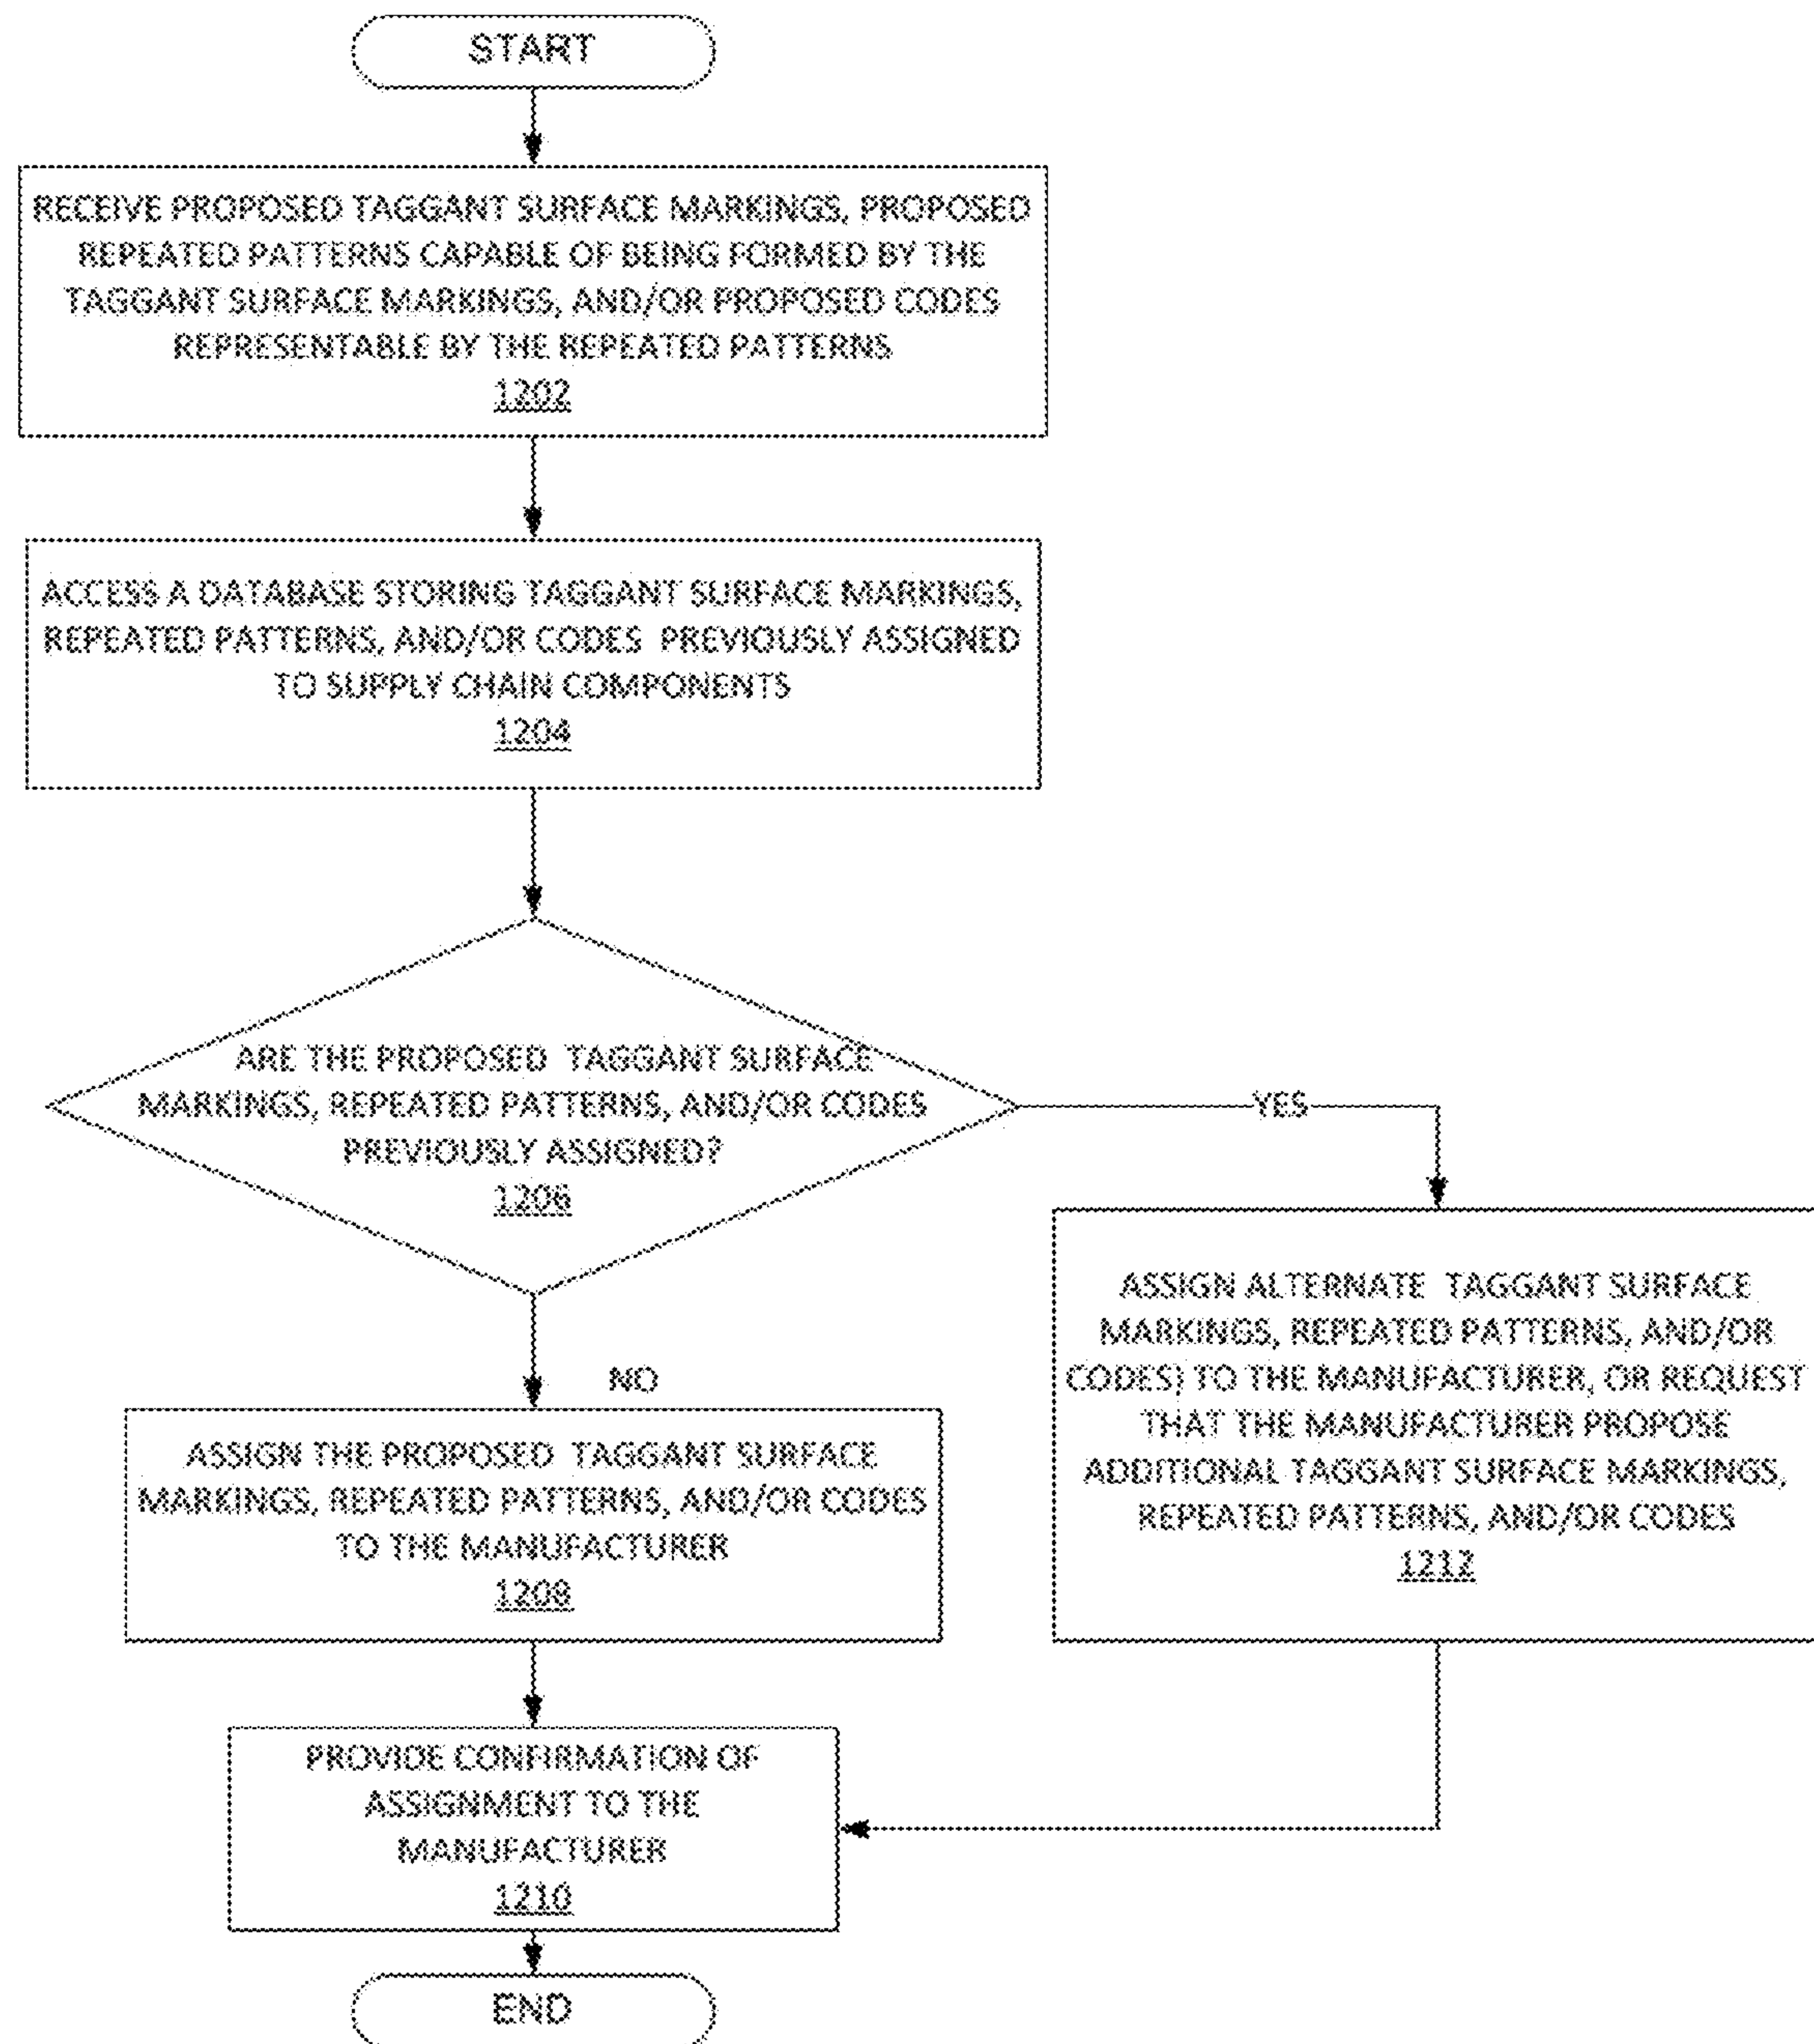 START
RECEIVE PROPOSED TAGGANT SURFACE MARKINGS, PROPOSED
REPEATED PATTERNS CAPABLE OF BEING FORMED BY THE
TAGGANT SURFACE MARKINGS, AND/OR PROPOSED CODES
REPRESENTABLE BY THE REPEATED PATTERNS
1202
ACCESS A DATABASE STORING TAGGANT SURFACE MARKINGS,
REPEATED PATTERNS, AND/OR CODES PREVIOUSLY ASSIGNED
TO SUPPLY CHAIN COMPONENTS
1204
ARE THE PROPOSED TAGGANT SURFACE
MARKINGS, REPEATED PATTERNS, AND/OR CODES
PREVIOUSLY ASSIGNED?
1206
YES
NO
ASSIGN THE PROPOSED TAGGANT SURFACE
MARKINGS, REPEATED PATTERNS, AND/OR CODES
TO THE MANUFACTURER
1208
ASSIGN ALTERNATE TAGGANT SURFACE
MARKINGS, REPEATED PATTERNS, AND/OR
CODES) TO THE MANUFACTURER, OR REQUEST
THAT THE MANUFACTURER PROPOSE
ADDITIONAL TAGGANT SURFACE MARKINGS,
REPEATED PATTERNS, AND/OR CODES
1212
PROVIDE CONFIRMATION OF
ASSIGNMENT TO THE
MANUFACTURER
1210
END